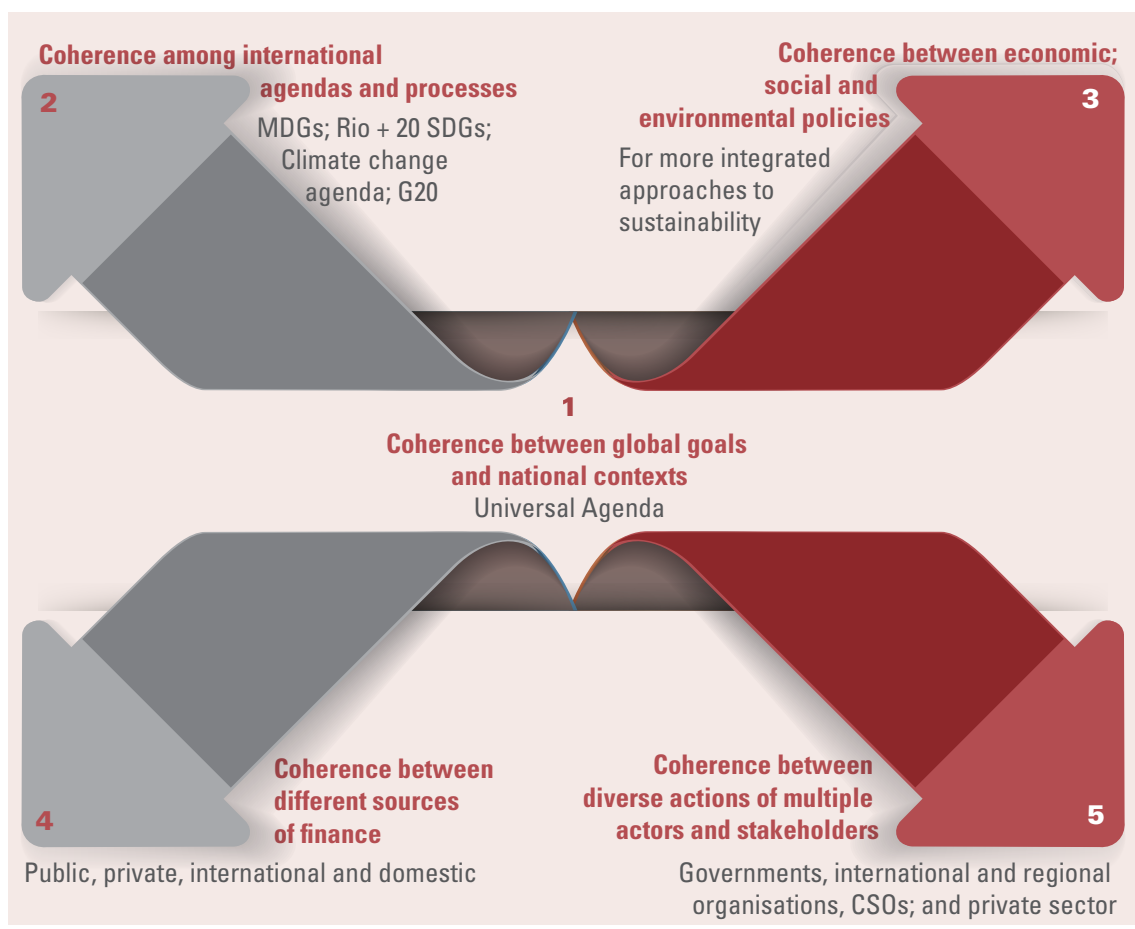 Coherence among international
agendas and processes
2
MDGs; Rio + 20 SDGs;
Climate change
agenda; G20
Coherence between economic;
social and
environmental policies
3
For more integrated
approaches to
sustainability
1
Coherence between global goals
and national contexts
Universal Agenda
Coherence between
different sources
of finance
4
Public, private, international and domestic
Coherence between
diverse actions of multiple
actors and stakeholders
5
Governments, international and regional
organisations, CSOs; and private sector